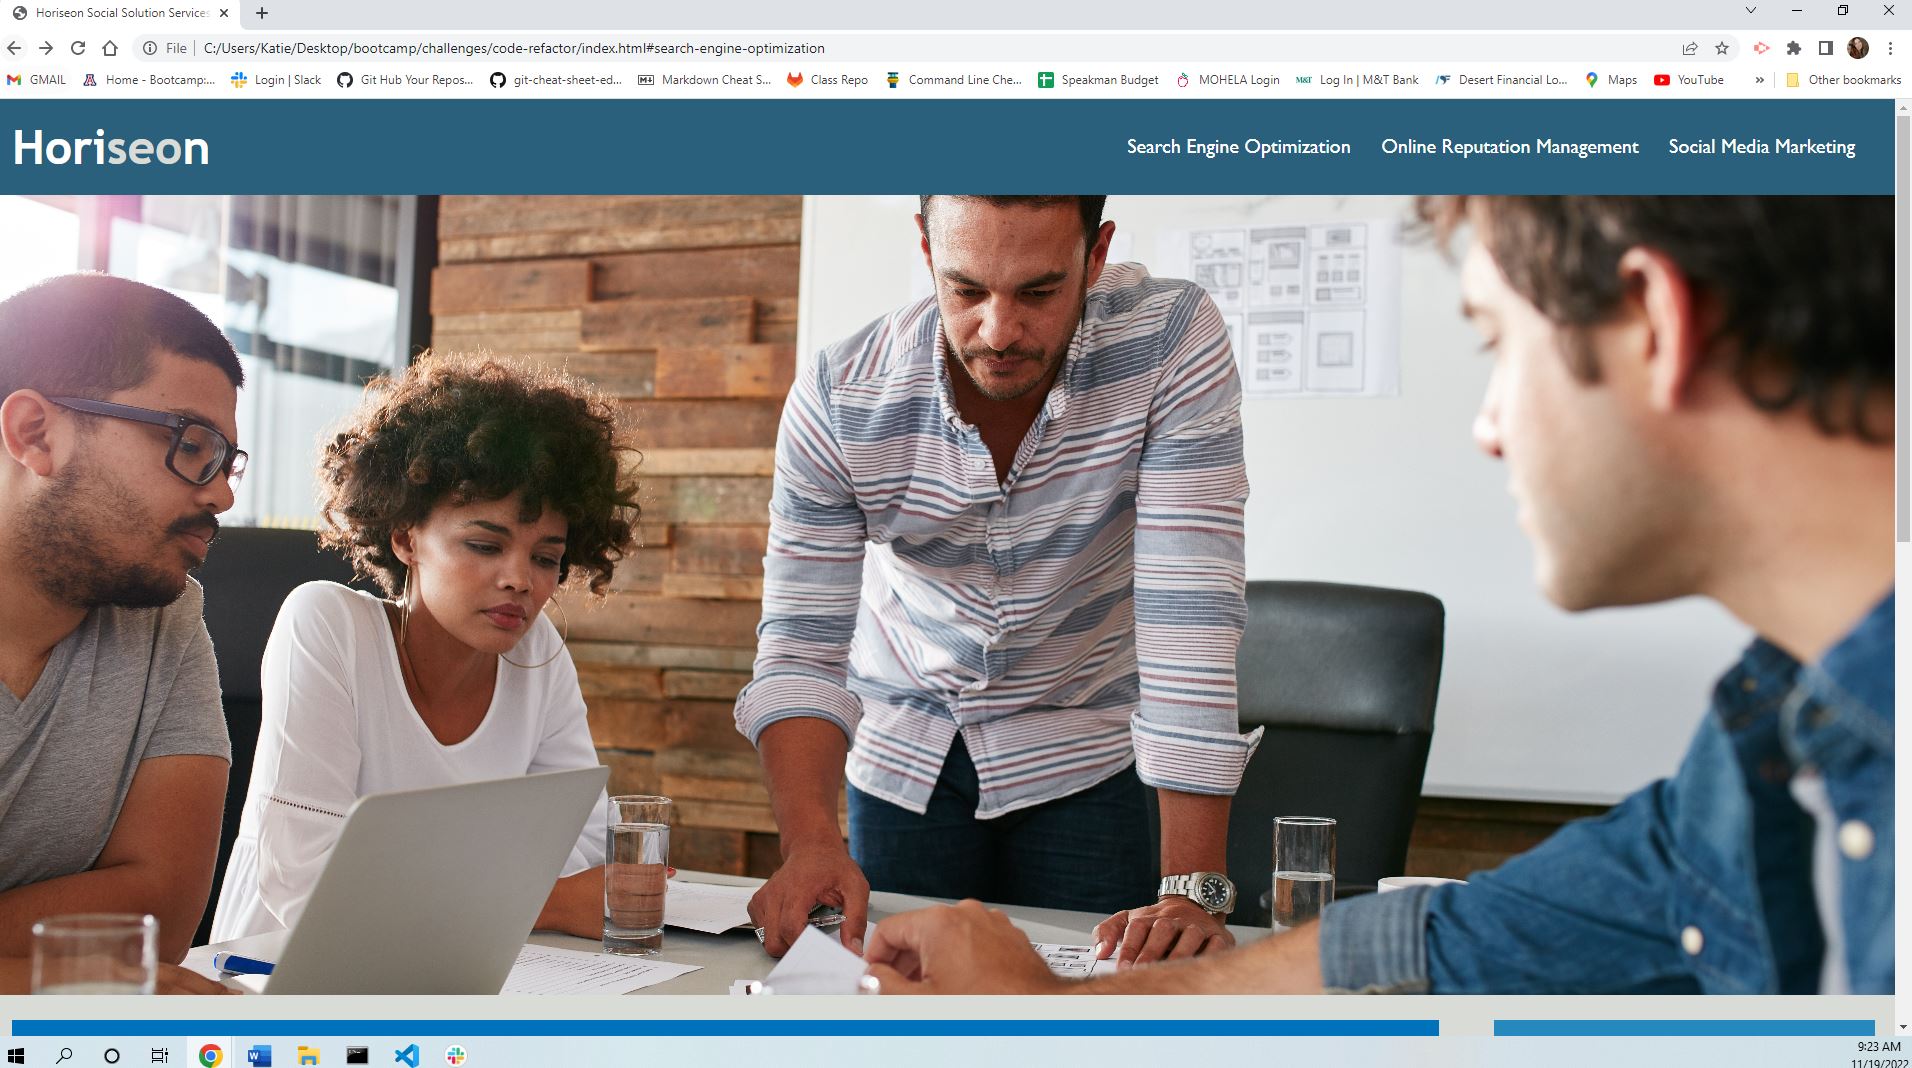 Horiseon Social Solution Services
File
C:/Users/Katie/Desktop/bootcamp/challenges/code-refactor/index.html#search-engine-optimization
GMAIL Home - Bootcamp:... Login | Slack Git Hub Your Repos... git-cheat-sheet-ed... Markdown Cheat S... Class Repo Command Line Che... Speakman Budget MOHELA Login M&T Log In | M&T Bank Desert Financial Lo... Maps YouTube » Other bookmarks
Horiseon
Search Engine Optimization Online Reputation Management Social Media Marketing
9:23 AM
11/19/2022